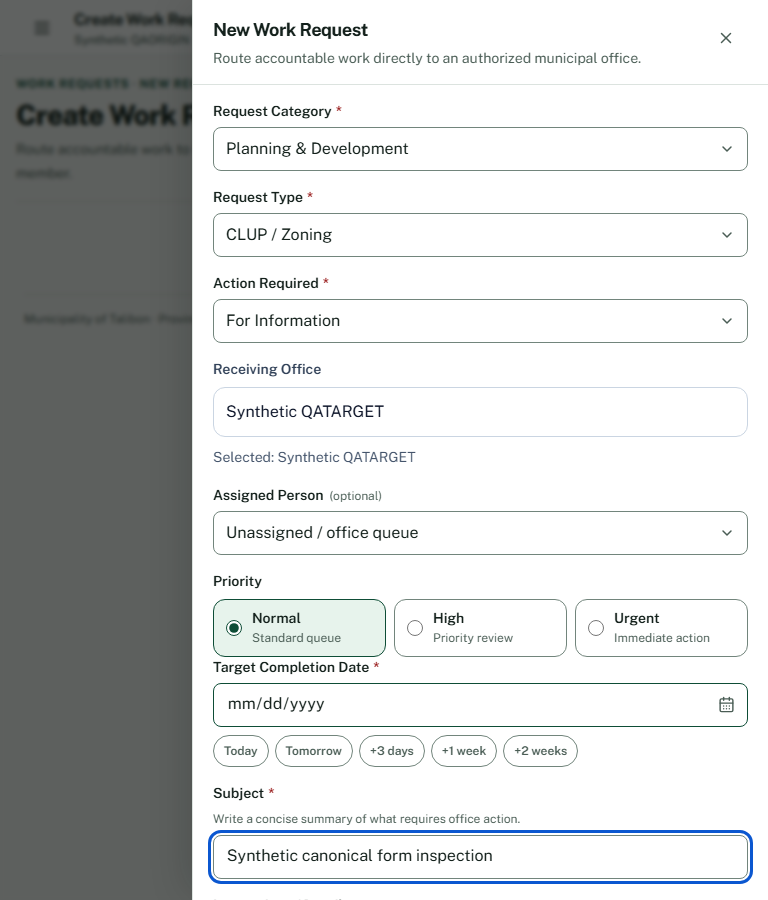 Create Work Re
Synthetic QAORIGIN
WORK REQUESTS · NEW RE
Create Work R
Route accountable work to
member.
Municipality of Talibon · Provin
New Work Request
Route accountable work directly to an authorized municipal office.
Request Category *
Planning & Development
Request Type *
CLUP / Zoning
Action Required *
For Information
Receiving Office
Synthetic QATARGET
Selected: Synthetic QATARGET
Assigned Person (optional)
Unassigned / office queue
Priority
Normal
Standard queue
High
Priority review
Urgent
Immediate action
Target Completion Date *
mm/dd/yyyy
Today Tomorrow +3 days +1 week +2 weeks
Subject *
Write a concise summary of what requires office action.
Synthetic canonical form inspection